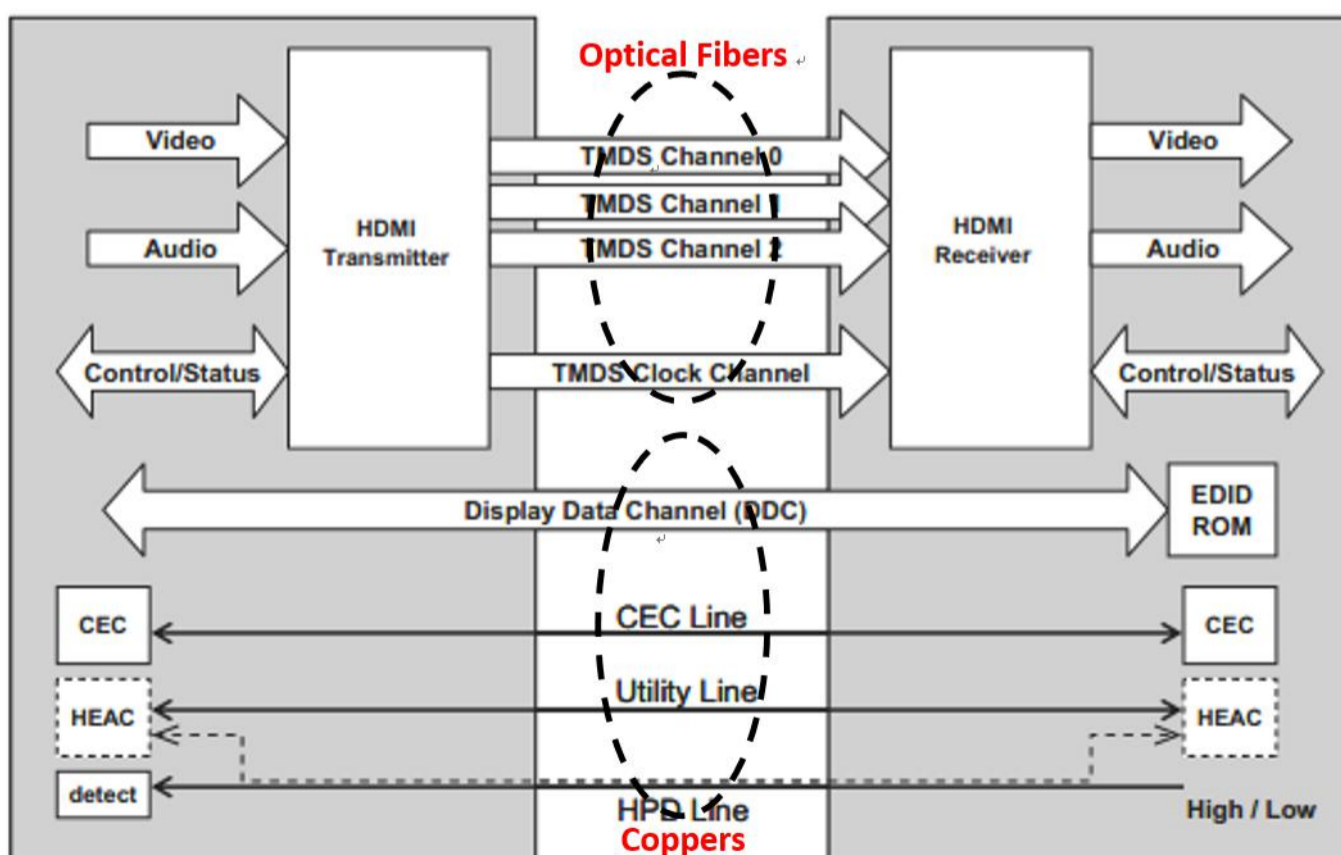 Optical Fibers
Video
Audio
Control/Status
HDMI
Transmitter
TMDS Channel 0
TMDS Channel 1
TMDS Channel 2
TMDS Clock Channel
HDMI
Receiver
Video
Audio
Control/Status
Display Data Channel (DDC)
EDID
ROM
CEC
CEC Line
CEC
HEAC
Utility Line
HEAC
detect
HPD Line
High / Low
Coppers